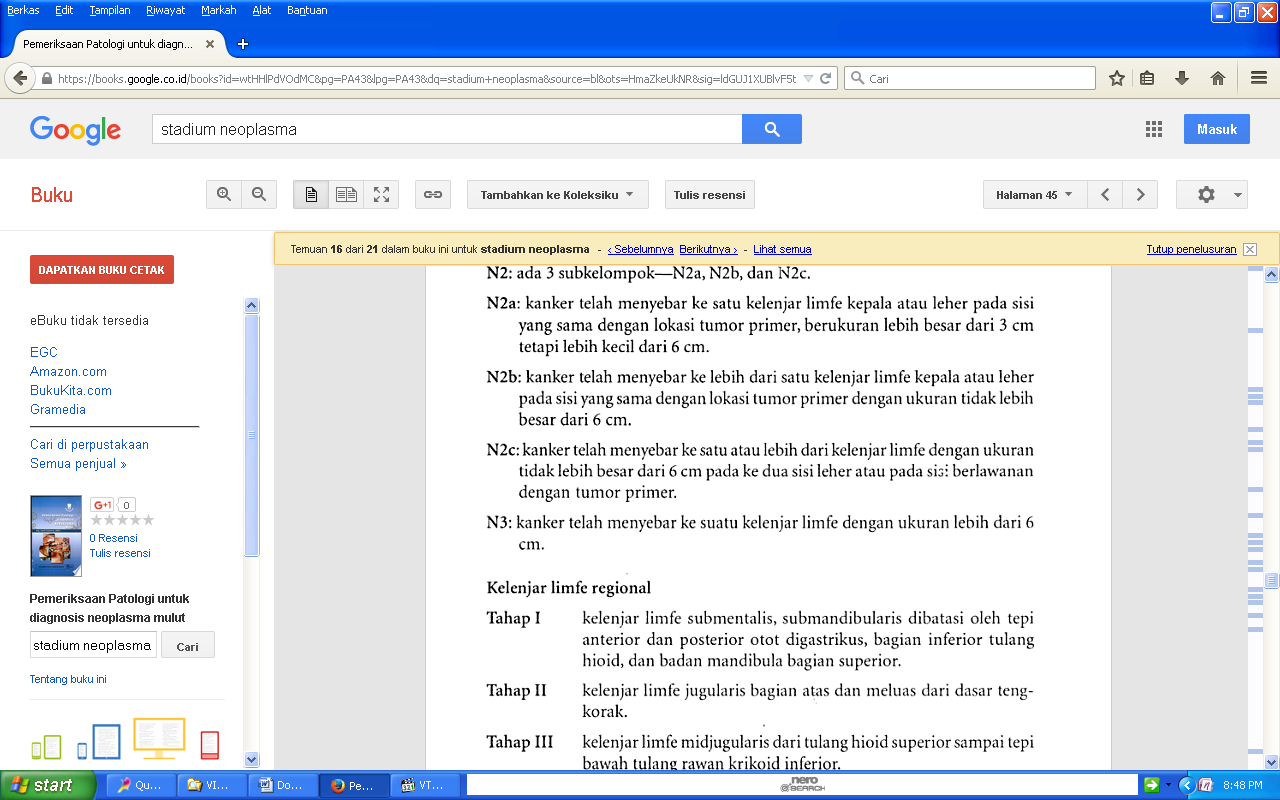 Berkas Edit Tampilan Riwayat Markah Alat Bantuan
Pemeriksaan Patologi untuk diagn...
https://books.google.co.id/books?id=wtHHlPdVOdMC&pg=PA43&lpg=PA43&dq=stadium+neoplasma&source=bl&ots=HmaZkeUkNR&sig=ldGUJ1XUBlvF5t
Cari
Google
stadium neoplasma
Masuk
Buku
Tambahkan ke Koleksiku
Tulis resensi
Halaman 45
Temuan 16 dari 21 dalam buku ini untuk stadium neoplasma - ‹ Sebelumnya Berikutnya › - Lihat semua
Tutup penelusuran
DAPATKAN BUKU CETAK
eBuku tidak tersedia
EGC
Amazon.com
BukuKita.com
Gramedia
Cari di perpustakaan
Semua penjual »
G+1 0
0 Resensi
Tulis resensi
Pemeriksaan Patologi untuk
diagnosis neoplasma mulut
stadium neoplasma
Cari
Tentang buku ini
N2: ada 3 subkelompok—N2a, N2b, dan N2c.
N2a: kanker telah menyebar ke satu kelenjar limfe kepala atau leher pada sisi
yang sama dengan lokasi tumor primer, berukuran lebih besar dari 3 cm
tetapi lebih kecil dari 6 cm.
N2b: kanker telah menyebar ke lebih dari satu kelenjar limfe kepala atau leher
pada sisi yang sama dengan lokasi tumor primer dengan ukuran tidak lebih
besar dari 6 cm.
N2c: kanker telah menyebar ke satu atau lebih dari kelenjar limfe dengan ukuran
tidak lebih besar dari 6 cm pada ke dua sisi leher atau pada sisi berlawanan
dengan tumor primer.
N3: kanker telah menyebar ke suatu kelenjar limfe dengan ukuran lebih dari 6
cm.
Kelenjar limfe regional
Tahap I kelenjar limfe submentalis, submandibularis dibatasi oleh tepi
anterior dan posterior otot digastrikus, bagian inferior tulang
hioid, dan badan mandibula bagian superior.
Tahap II kelenjar limfe jugularis bagian atas dan meluas dari dasar teng-
korak.
Tahap III kelenjar limfe midjugularis dari tulang hioid superior sampai tepi
bawah tulang rawan krikoid inferior.
start
Qu...
VI...
Do...
Pe...
VT...
nero
SEARCH
8:48 PM